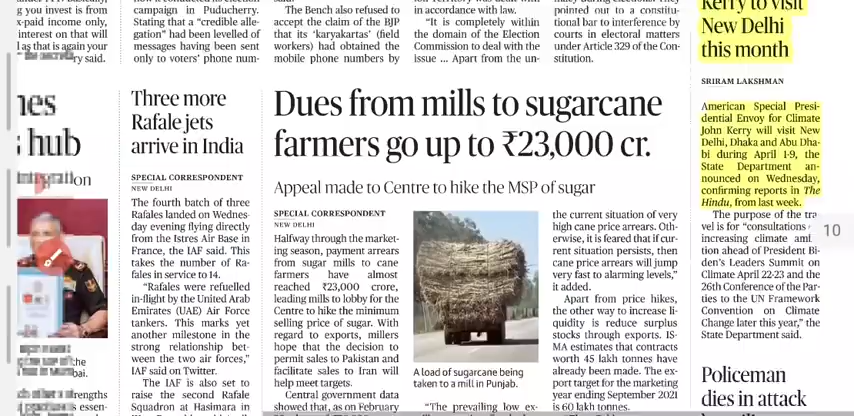 g you invest is from
-paid income only,
interest on that will
l as that is again your
ry said.
nes
s hub
on
the
bai.
rengths
s essen-
campaign in Puducherry.
Stating that a "credible alle-
gation" had been levelled of
messages having been sent
only to voters' phone num-
Three more
Rafale jets
arrive in India
SPECIAL CORRESPONDENT
NEW DELHI
The fourth batch of three
Rafales landed on Wednes-
day evening flying directly
from the Istres Air Base in
France, the IAF said. This
takes the number of Ra-
fales in service to 14.
"Rafales were refuelled
in-flight by the United Arab
Emirates (UAE) Air Force
tankers. This marks yet
another milestone in the
strong relationship bet-
ween the two air forces,"
IAF said on Twitter.
The IAF is also set to
raise the second Rafale
Squadron at Hasimara in
The Bench also refused to
accept the claim of the BJP
that its 'karyakartas' (field
workers) had obtained the
mobile phone numbers by
in accordance with law.
"It is completely within
the domain of the Election
Commission to deal with the
issue ... Apart from the un-
pointed out to a constitu-
tional bar to interference by
courts in electoral matters
under Article 329 of the Con-
stitution.
Dues from mills to sugarcane
farmers go up to ₹23,000 cr.
Appeal made to Centre to hike the MSP of sugar
SPECIAL CORRESPONDENT
NEW DELHI
Halfway through the market-
ing season, payment arrears
from sugar mills to cane
farmers have almost
reached ₹23,000 crore,
leading mills to lobby for the
Centre to hike the minimum
selling price of sugar. With
regard to exports, millers
hope that the decision to
permit sales to Pakistan and
facilitate sales to Iran will
help meet targets.
Central government data
showed that, as on February
A load of sugarcane being
taken to a mill in Punjab.
"The prevailing low ex-
the current situation of very
high cane price arrears. Oth-
erwise, it is feared that if cur-
rent situation persists, then
cane price arrears will jump
very fast to alarming levels,"
it added.
Apart from price hikes,
the other way to increase li-
quidity is reduce surplus
stocks through exports. IS-
MA estimates that contracts
worth 45 lakh tonnes have
already been made. The ex-
port target for the marketing
year ending September 2021
is 60 lakh tonnes.
Kerry to visit
New Delhi
this month
SRIRAM LAKSHMAN
American Special Presi-
dential Envoy for Climate
John Kerry will visit New
Delhi, Dhaka and Abu Dha-
bi during April 1-9, the
State Department an-
nounced on Wednesday,
confirming reports in The
Hindu, from last week.
The purpose of the tra-
vel is for "consultations
increasing climate
tion ahead of President Bi-
den's Leaders Summit on
Climate April 22-23 and the
26th Conference of the Par-
ties to the UN Framework
Convention on Climate
Change later this year," the
State Department said.
10
Policeman
dies in attack